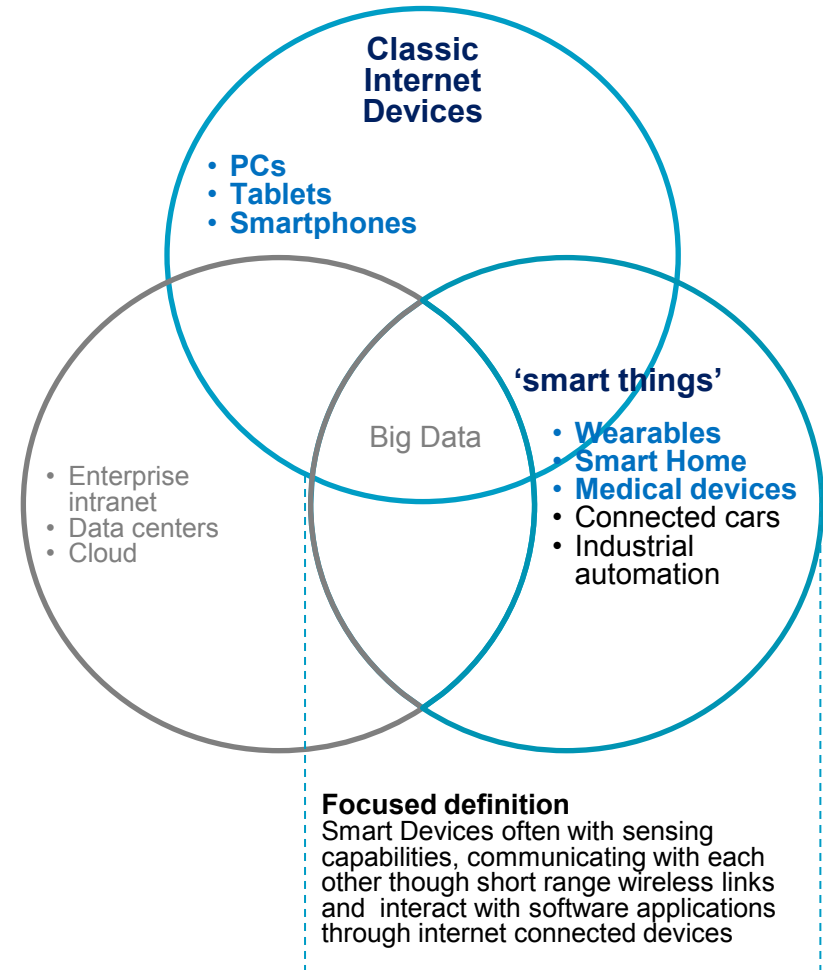 Classic
Internet
Devices
• PCs
• Tablets
• Smartphones
'smart things'
Big Data
• Wearables
• Smart Home
• Medical devices
• Connected cars
• Industrial
automation
• Enterprise
intranet
• Data centers
• Cloud
Focused definition
Smart Devices often with sensing
capabilities, communicating with each
other though short range wireless links
and interact with software applications
through internet connected devices